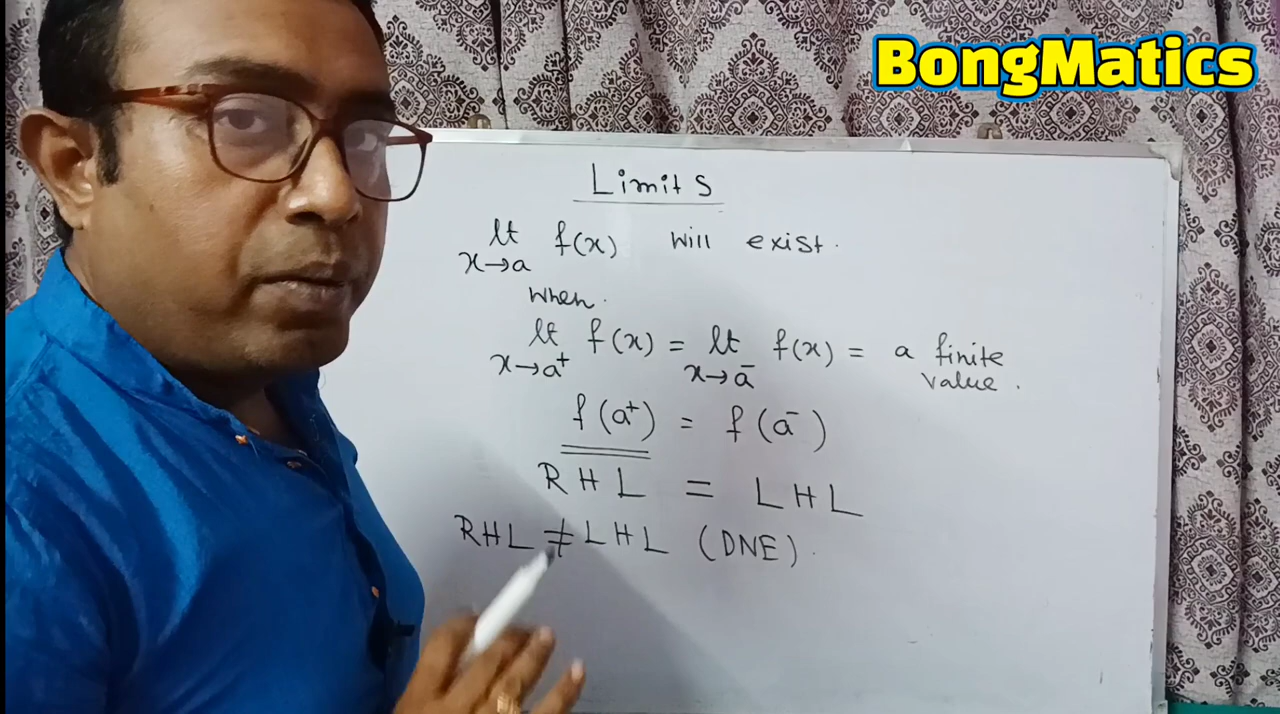 BongMatics
Limits
lt f(x) will exist.
x→a
when.
lt f(x) = lt f(x) = a finite
x→a⁺ x→a⁻ value.
f(a⁺) = f(a⁻)
RHL = LHL
RHL ≠ LHL (DNE).